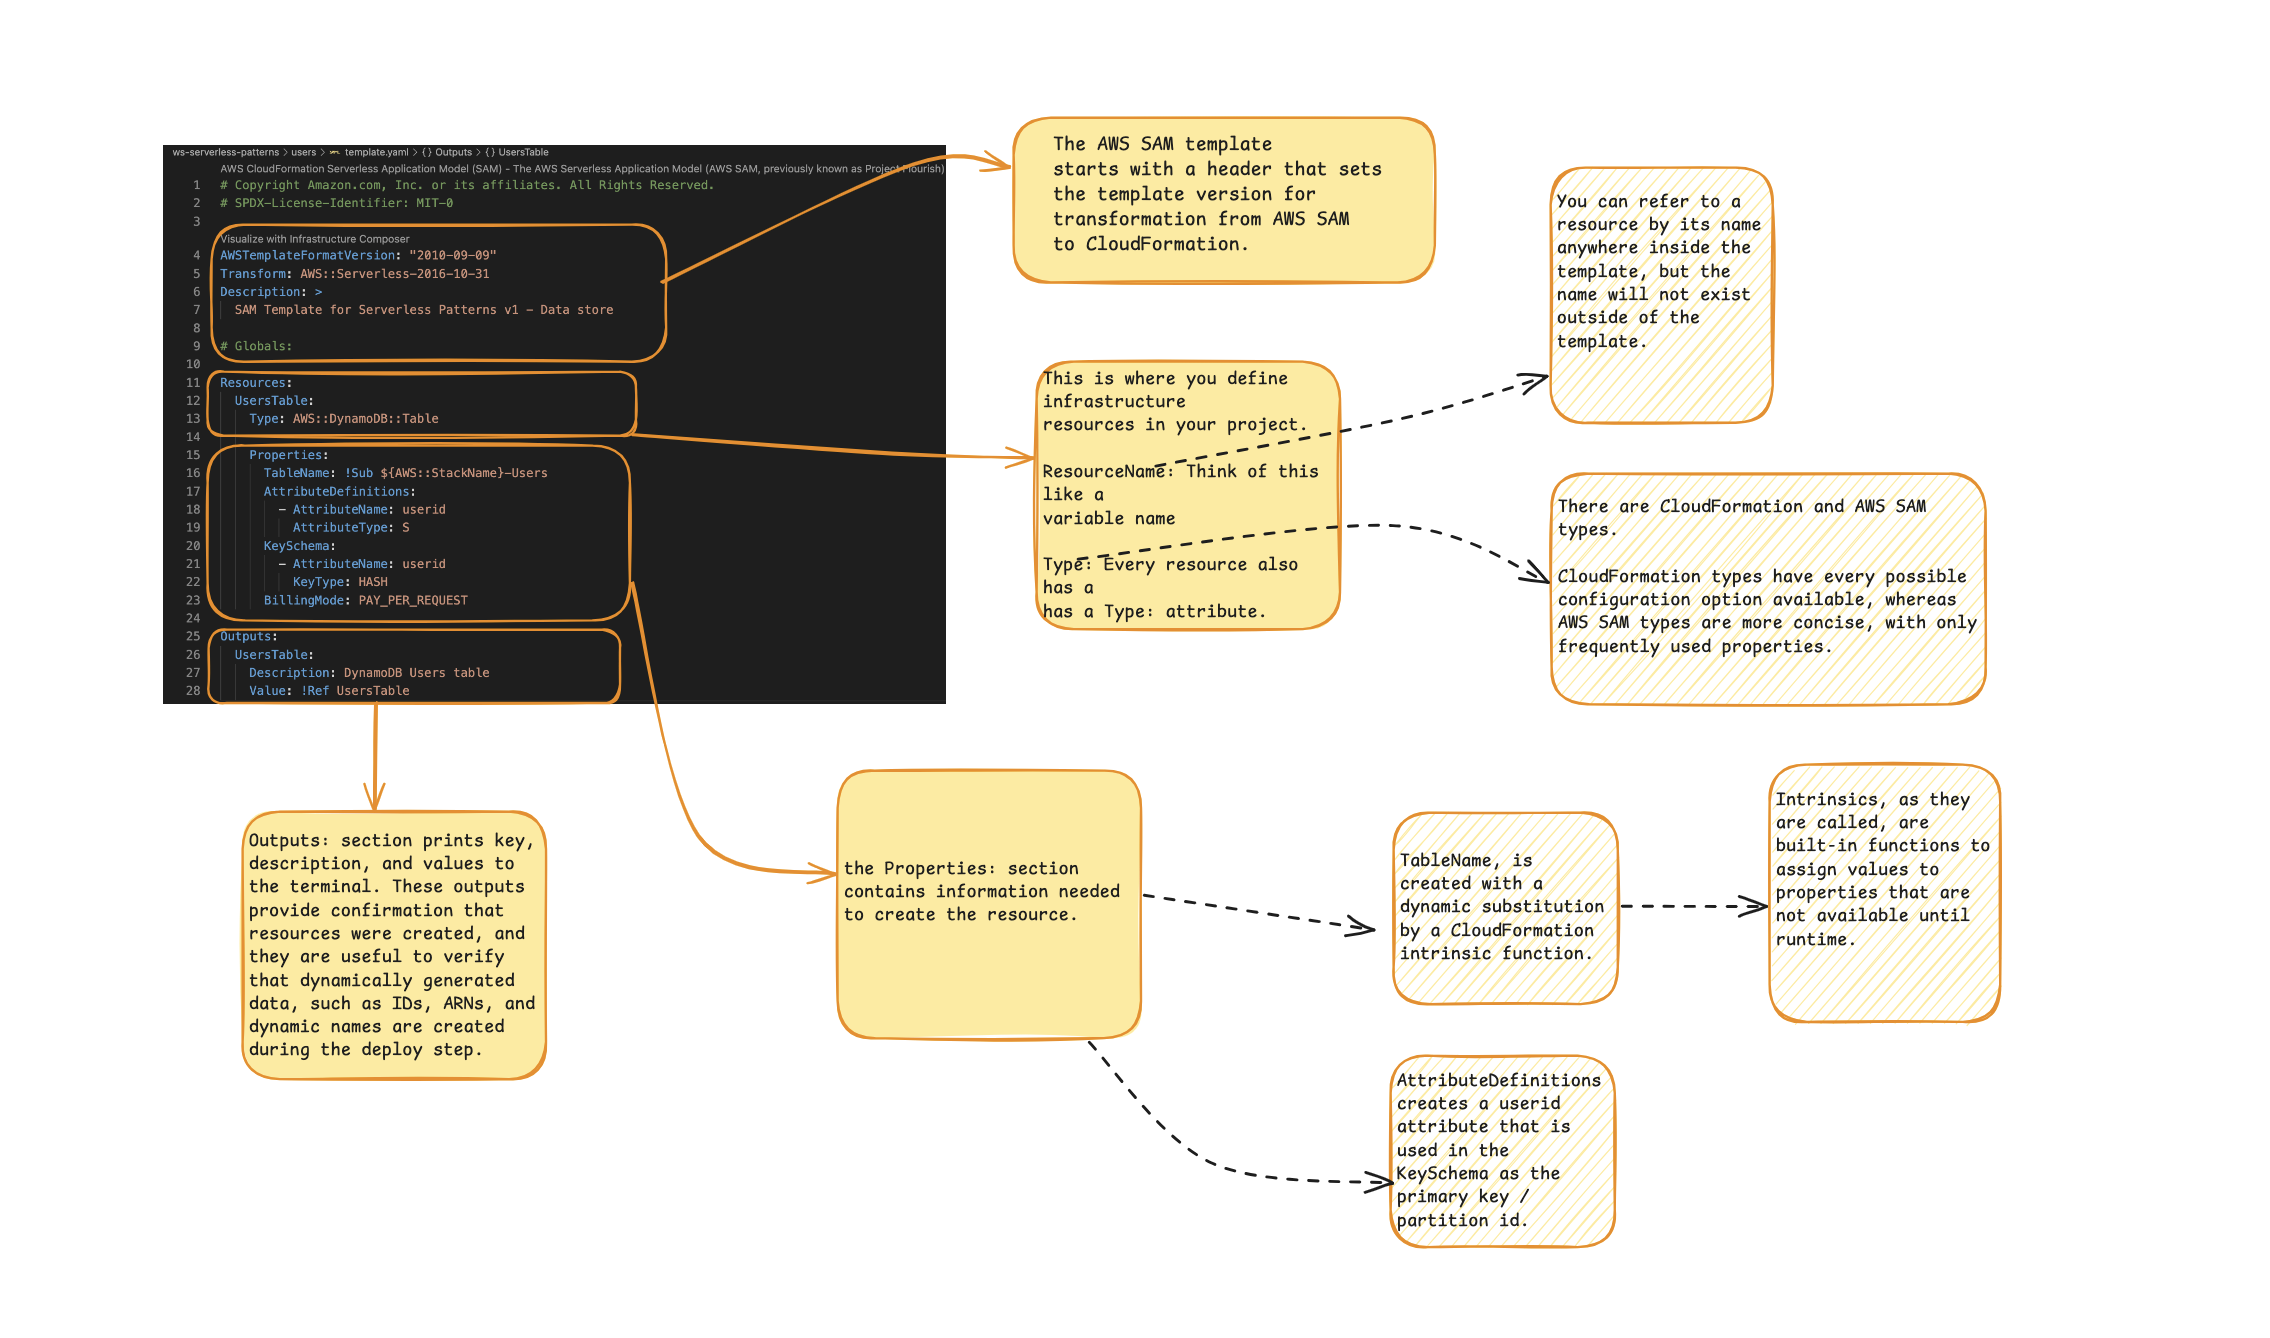 ws-serverless-patterns > users > template.yaml > {} Outputs > {} UsersTable
AWS CloudFormation Serverless Application Model (SAM) - The AWS Serverless Application Model (AWS SAM, previously known as Project Flourish)
1 # Copyright Amazon.com, Inc. or its affiliates. All Rights Reserved.
2 # SPDX-License-Identifier: MIT-0
3
Visualize with Infrastructure Composer
4 AWSTemplateFormatVersion: "2010-09-09"
5 Transform: AWS::Serverless-2016-10-31
6 Description: >
7 SAM Template for Serverless Patterns v1 - Data store
8
9 # Globals:
10
11 Resources:
12 UsersTable:
13 Type: AWS::DynamoDB::Table
14
15 Properties:
16 TableName: !Sub ${AWS::StackName}-Users
17 AttributeDefinitions:
18 - AttributeName: userid
19 AttributeType: S
20 KeySchema:
21 - AttributeName: userid
22 KeyType: HASH
23 BillingMode: PAY_PER_REQUEST
24
25 Outputs:
26 UsersTable:
27 Description: DynamoDB Users table
28 Value: !Ref UsersTable
The AWS SAM template
starts with a header that sets
the template version for
transformation from AWS SAM
to CloudFormation.
You can refer to a
resource by its name
anywhere inside the
template, but the
name will not exist
outside of the
template.
This is where you define
infrastructure
resources in your project.
ResourceName: Think of this
like a
variable name
Type: Every resource also
has a
has a Type: attribute.
There are CloudFormation and AWS SAM
types.
CloudFormation types have every possible
configuration option available, whereas
AWS SAM types are more concise, with only
frequently used properties.
Outputs: section prints key,
description, and values to
the terminal. These outputs
provide confirmation that
resources were created, and
they are useful to verify
that dynamically generated
data, such as IDs, ARNs, and
dynamic names are created
during the deploy step.
the Properties: section
contains information needed
to create the resource.
TableName, is
created with a
dynamic substitution
by a CloudFormation
intrinsic function.
Intrinsics, as they
are called, are
built-in functions to
assign values to
properties that are
not available until
runtime.
AttributeDefinitions
creates a userid
attribute that is
used in the
KeySchema as the
primary key /
partition id.